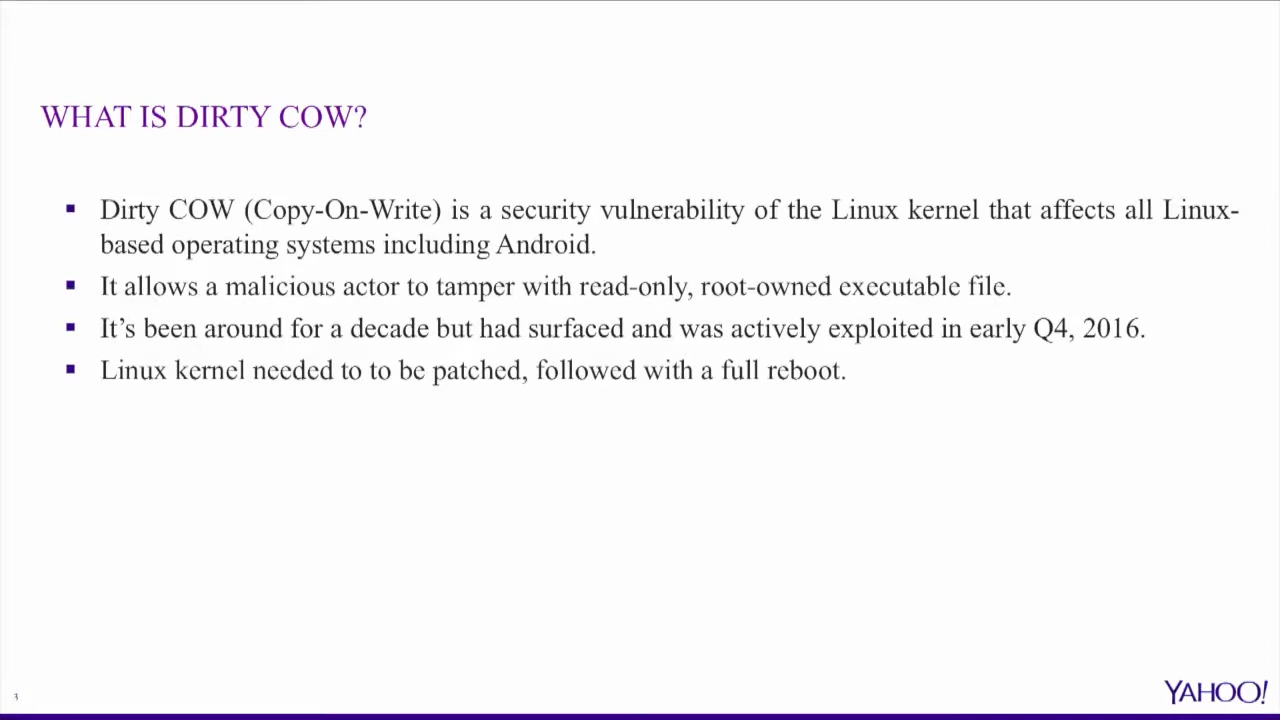 WHAT IS DIRTY COW?
▪ Dirty COW (Copy-On-Write) is a security vulnerability of the Linux kernel that affects all Linux-
based operating systems including Android.
▪ It allows a malicious actor to tamper with read-only, root-owned executable file.
▪ It’s been around for a decade but had surfaced and was actively exploited in early Q4, 2016.
▪ Linux kernel needed to to be patched, followed with a full reboot.
3
YAHOO!